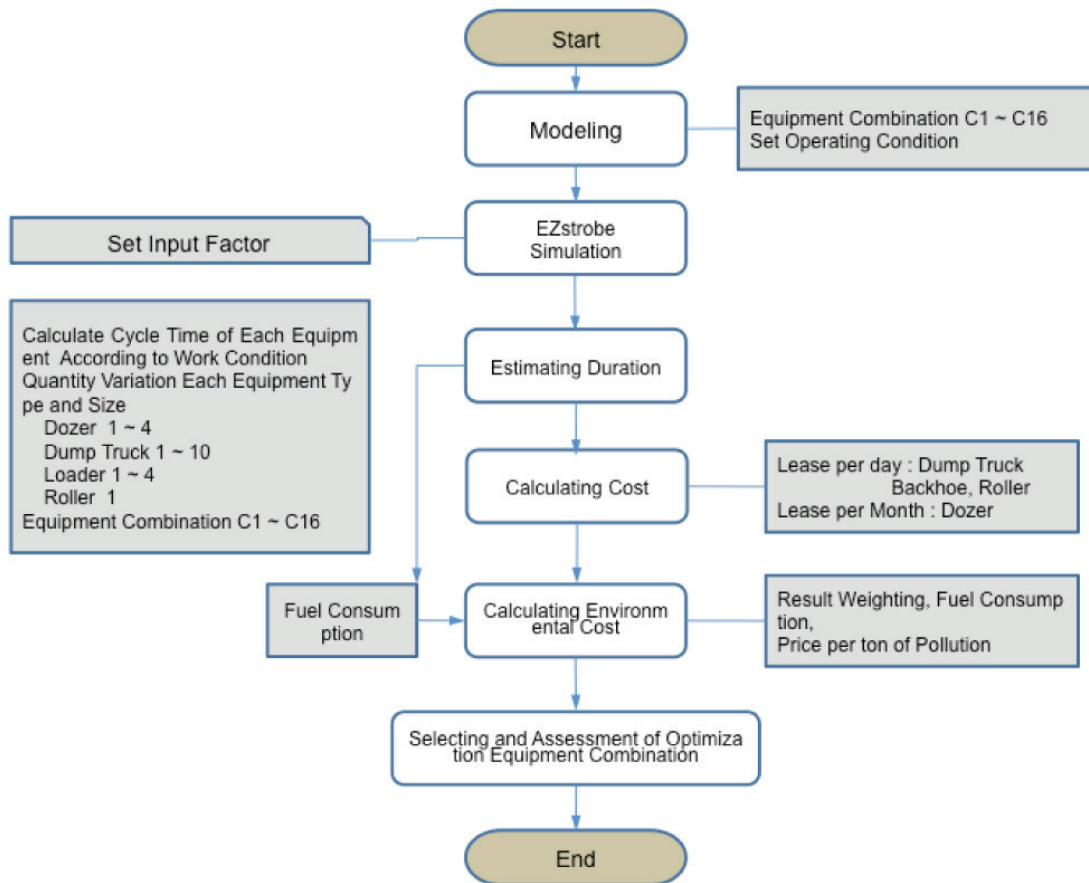 Start
Modeling
Equipment Combination C1 ~ C16
Set Operating Condition
Set Input Factor
EZstrobe
Simulation
Calculate Cycle Time of Each Equipm
ent According to Work Condition
Quantity Variation Each Equipment Ty
pe and Size
Dozer 1 ~ 4
Dump Truck 1 ~ 10
Loader 1 ~ 4
Roller 1
Equipment Combination C1 ~ C16
Estimating Duration
Calculating Cost
Lease per day : Dump Truck
Backhoe, Roller
Lease per Month : Dozer
Fuel Consum
ption
Calculating Environm
ental Cost
Result Weighting, Fuel Consump
tion,
Price per ton of Pollution
Selecting and Assessment of Optimiza
tion Equipment Combination
End